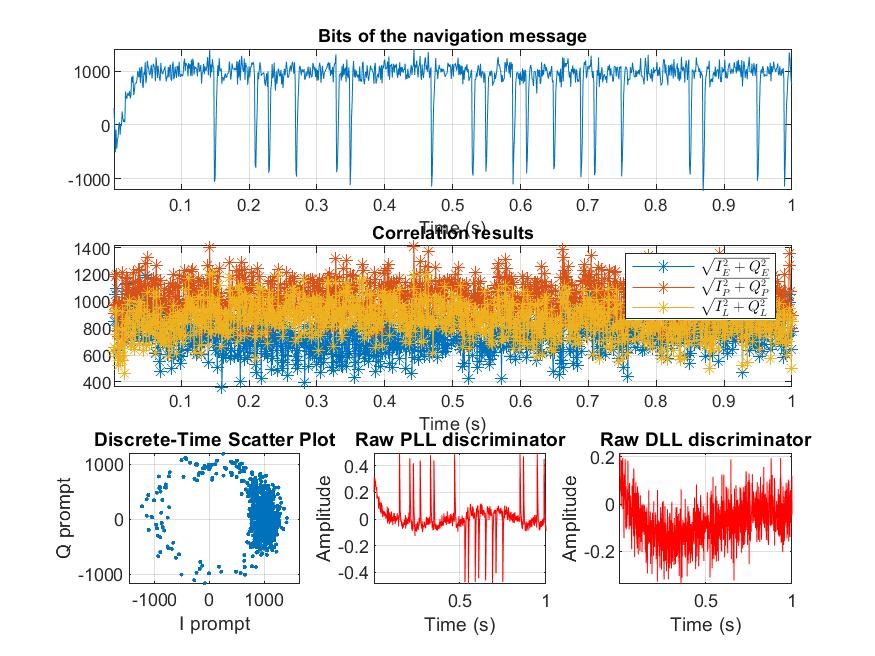 Bits of the navigation message
1000
0
-1000
0.1 0.2 0.3 0.4 0.5 0.6 0.7 0.8 0.9 1
Time (s)
Correlation results
1400
1200
1000
800
600
400
√I_E^2 + Q_E^2
√I_P^2 + Q_P^2
√I_L^2 + Q_L^2
0.1 0.2 0.3 0.4 0.5 0.6 0.7 0.8 0.9 1
Time (s)
Discrete-Time Scatter Plot
Q prompt
1000
0
-1000
-1000 0 1000
I prompt
Raw PLL discriminator
Amplitude
0.4
0.2
0
-0.2
-0.4
0.5 1
Time (s)
Raw DLL discriminator
Amplitude
0.2
0
-0.2
0.5 1
Time (s)